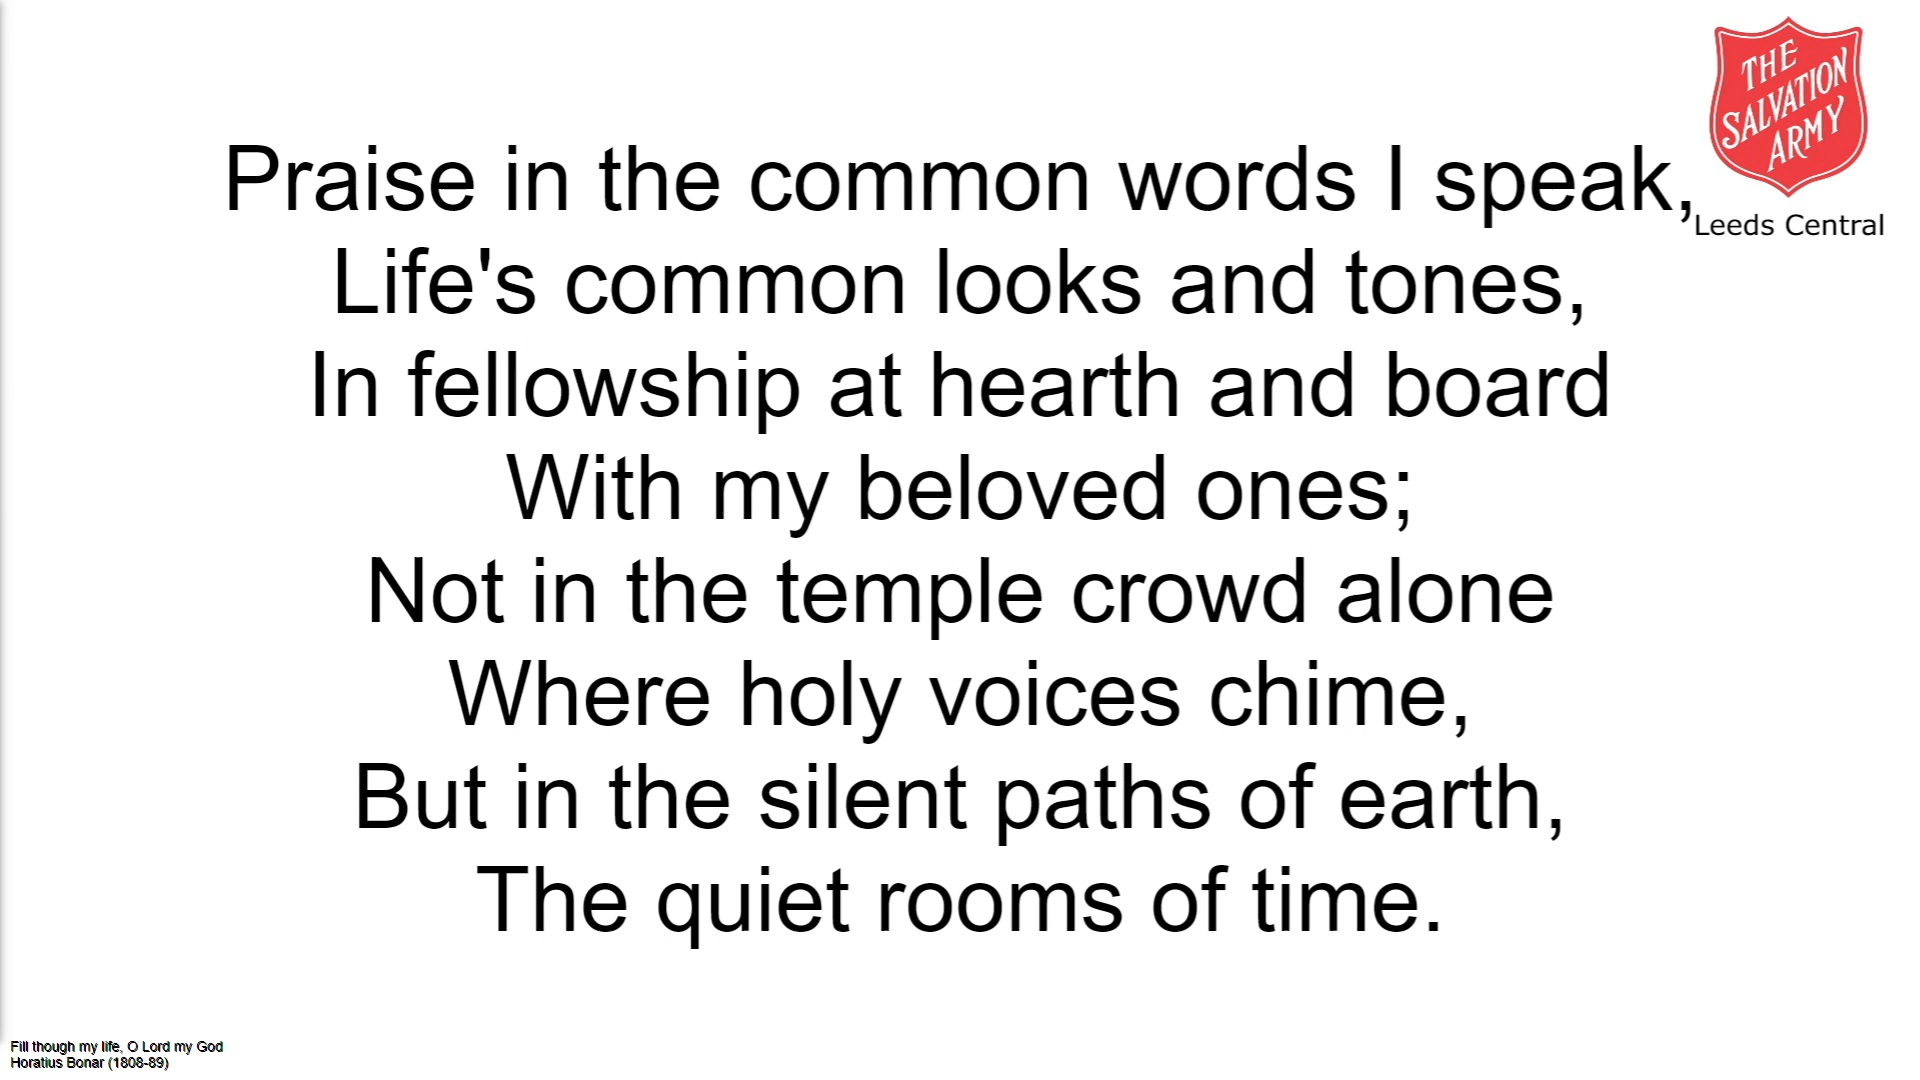 THE
SALVATION
ARMY
Leeds Central
Praise in the common words I speak,
Life's common looks and tones,
In fellowship at hearth and board
With my beloved ones;
Not in the temple crowd alone
Where holy voices chime,
But in the silent paths of earth,
The quiet rooms of time.
Fill though my life, O Lord my God
Horatius Bonar (1808-89)